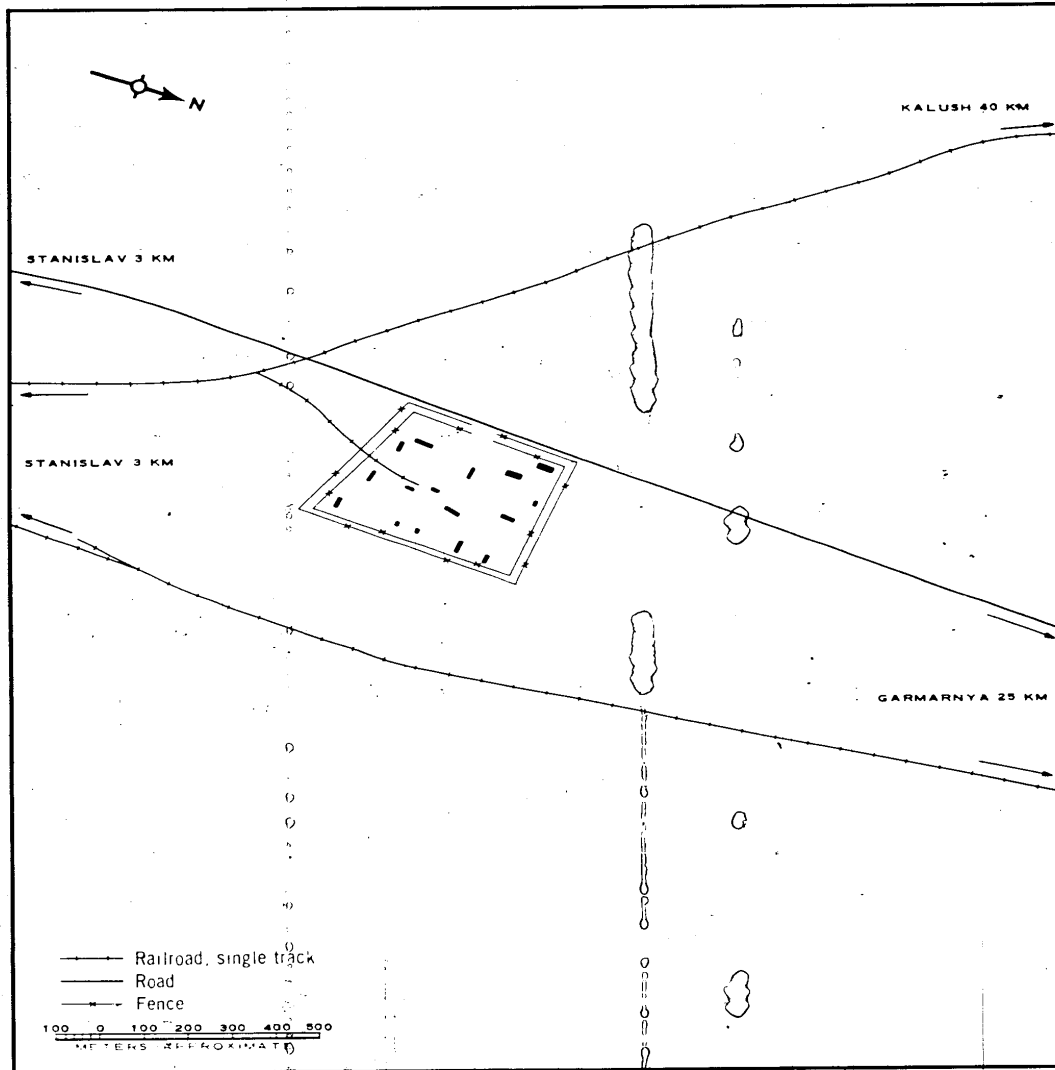 N
KALUSH 40 KM
STANISLAV 3 KM
STANISLAV 3 KM
GARMARNYA 25 KM
Railroad, single track
Road
Fence
100 0 100 200 300 400 500
METERS (APPROXIMATE)